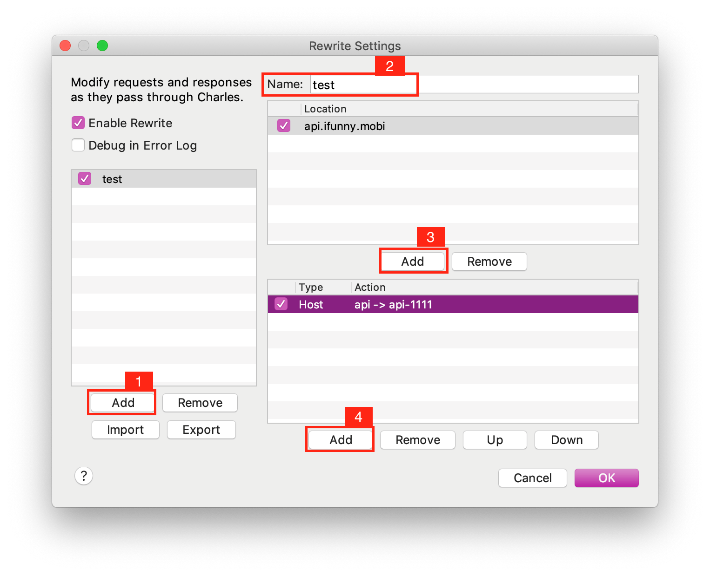 Rewrite Settings
Modify requests and responses
as they pass through Charles.
Enable Rewrite
Debug in Error Log
test
1
Add
Remove
Import
Export
?
2
Name:
test
Location
api.ifunny.mobi
3
Add
Remove
Type
Action
Host
api -> api-1111
4
Add
Remove
Up
Down
Cancel
OK